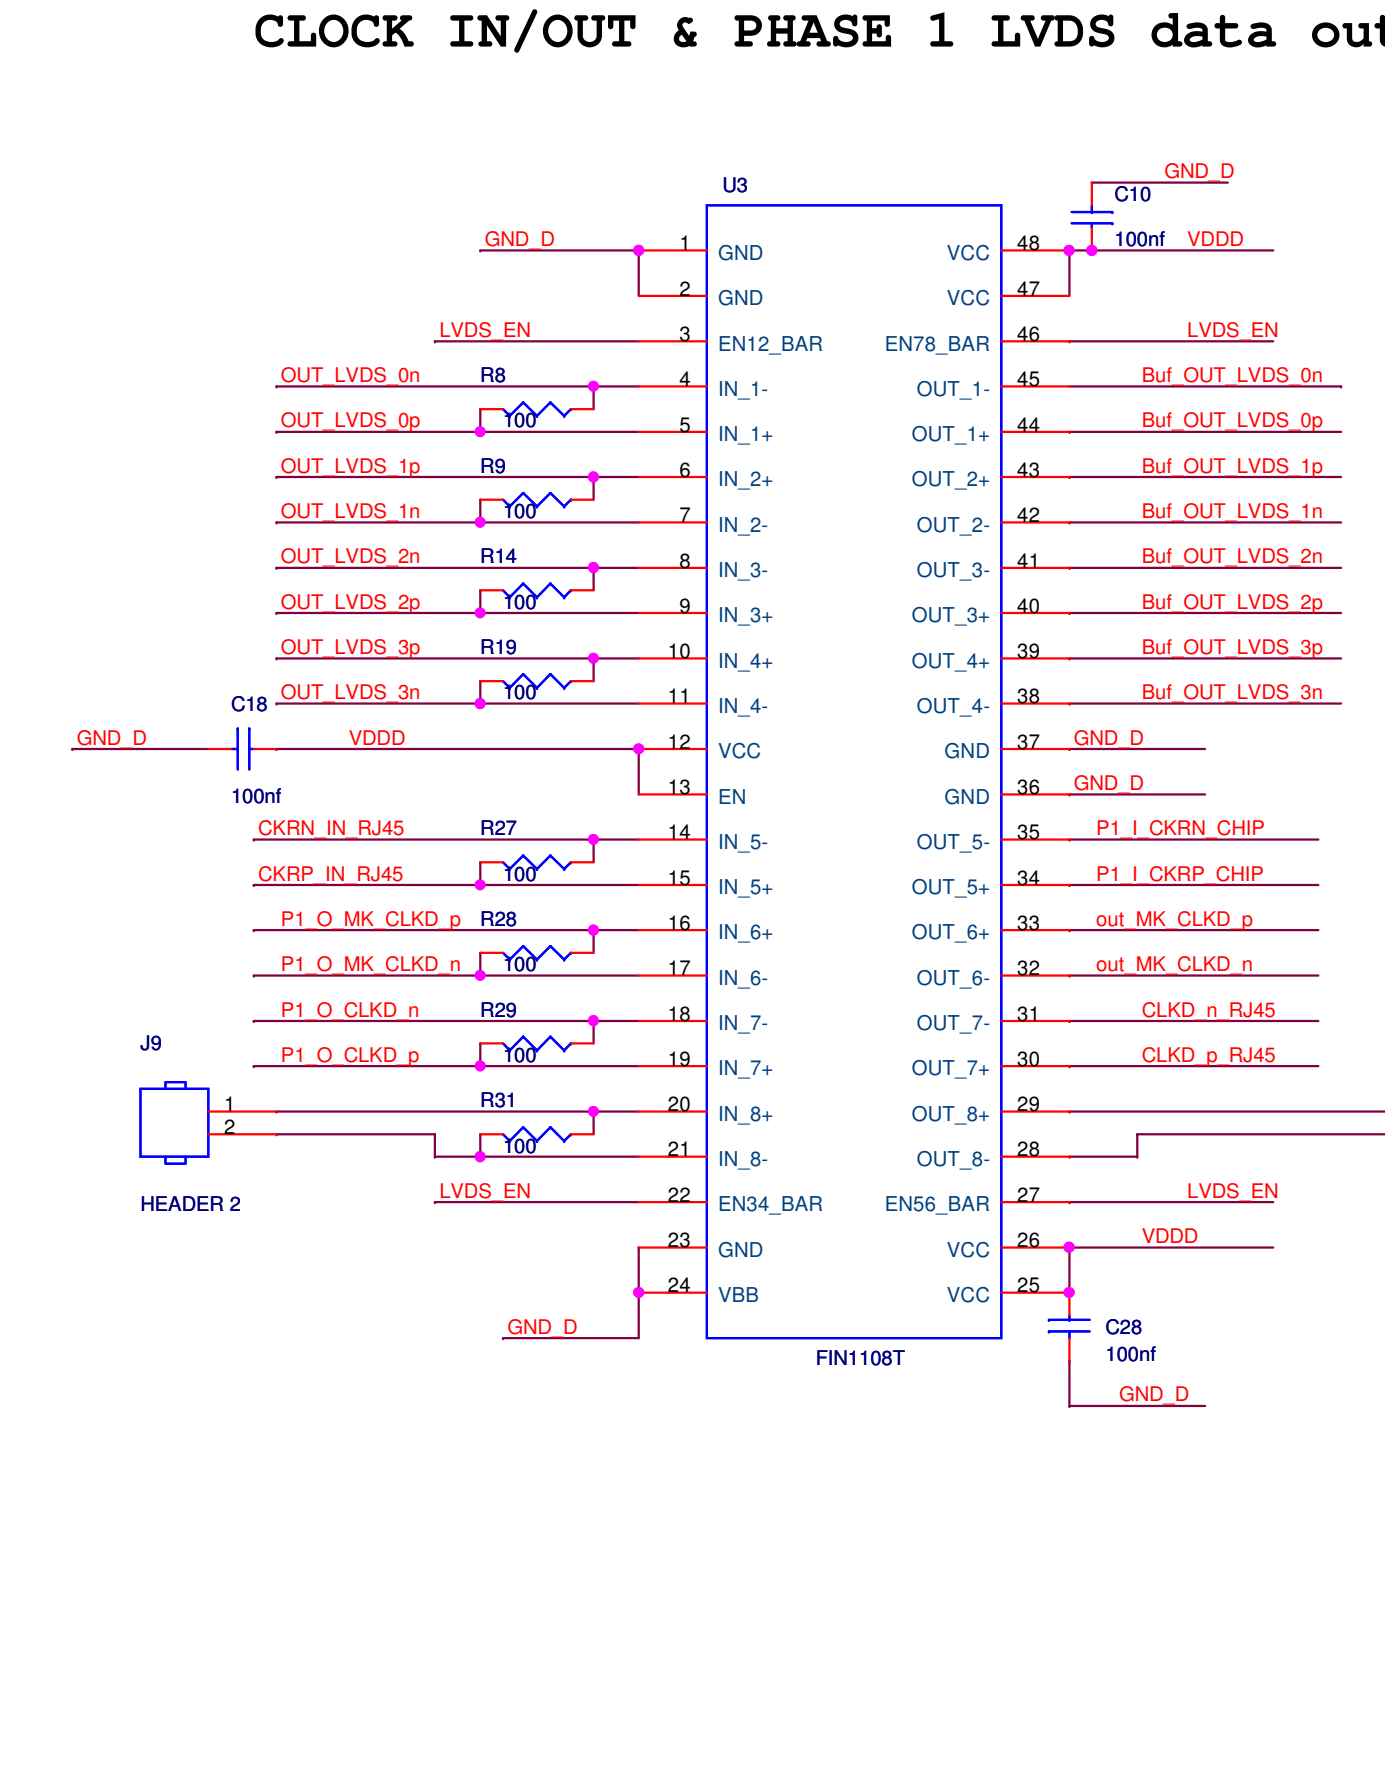 CLOCK IN/OUT & PHASE 1 LVDS data out
GND_D
U3
C10
GND_D 1 GND VCC 48 100nf VDDD
2 GND VCC 47
LVDS_EN 3 EN12_BAR EN78_BAR 46 LVDS_EN
OUT_LVDS_0n R8 4 IN_1- OUT_1- 45 Buf_OUT_LVDS_0n
OUT_LVDS_0p 100 5 IN_1+ OUT_1+ 44 Buf_OUT_LVDS_0p
OUT_LVDS_1p R9 6 IN_2+ OUT_2+ 43 Buf_OUT_LVDS_1p
OUT_LVDS_1n 100 7 IN_2- OUT_2- 42 Buf_OUT_LVDS_1n
OUT_LVDS_2n R14 8 IN_3- OUT_3- 41 Buf_OUT_LVDS_2n
OUT_LVDS_2p 100 9 IN_3+ OUT_3+ 40 Buf_OUT_LVDS_2p
OUT_LVDS_3p R19 10 IN_4+ OUT_4+ 39 Buf_OUT_LVDS_3p
OUT_LVDS_3n 100 11 IN_4- OUT_4- 38 Buf_OUT_LVDS_3n
C18
GND_D VDDD 12 VCC GND 37 GND_D
100nf 13 EN GND 36 GND_D
CKRN_IN_RJ45 R27 14 IN_5- OUT_5- 35 P1_I_CKRN_CHIP
CKRP_IN_RJ45 100 15 IN_5+ OUT_5+ 34 P1_I_CKRP_CHIP
P1_O_MK_CLKD_p R28 16 IN_6+ OUT_6+ 33 out_MK_CLKD_p
P1_O_MK_CLKD_n 100 17 IN_6- OUT_6- 32 out_MK_CLKD_n
P1_O_CLKD_n R29 18 IN_7- OUT_7- 31 CLKD_n_RJ45
J9
P1_O_CLKD_p 100 19 IN_7+ OUT_7+ 30 CLKD_p_RJ45
1 R31 20 IN_8+ OUT_8+ 29
2 100 21 IN_8- OUT_8- 28
HEADER 2 LVDS_EN 22 EN34_BAR EN56_BAR 27 LVDS_EN
23 GND VCC 26 VDDD
24 VBB VCC 25
GND_D C28
FIN1108T 100nf
GND_D